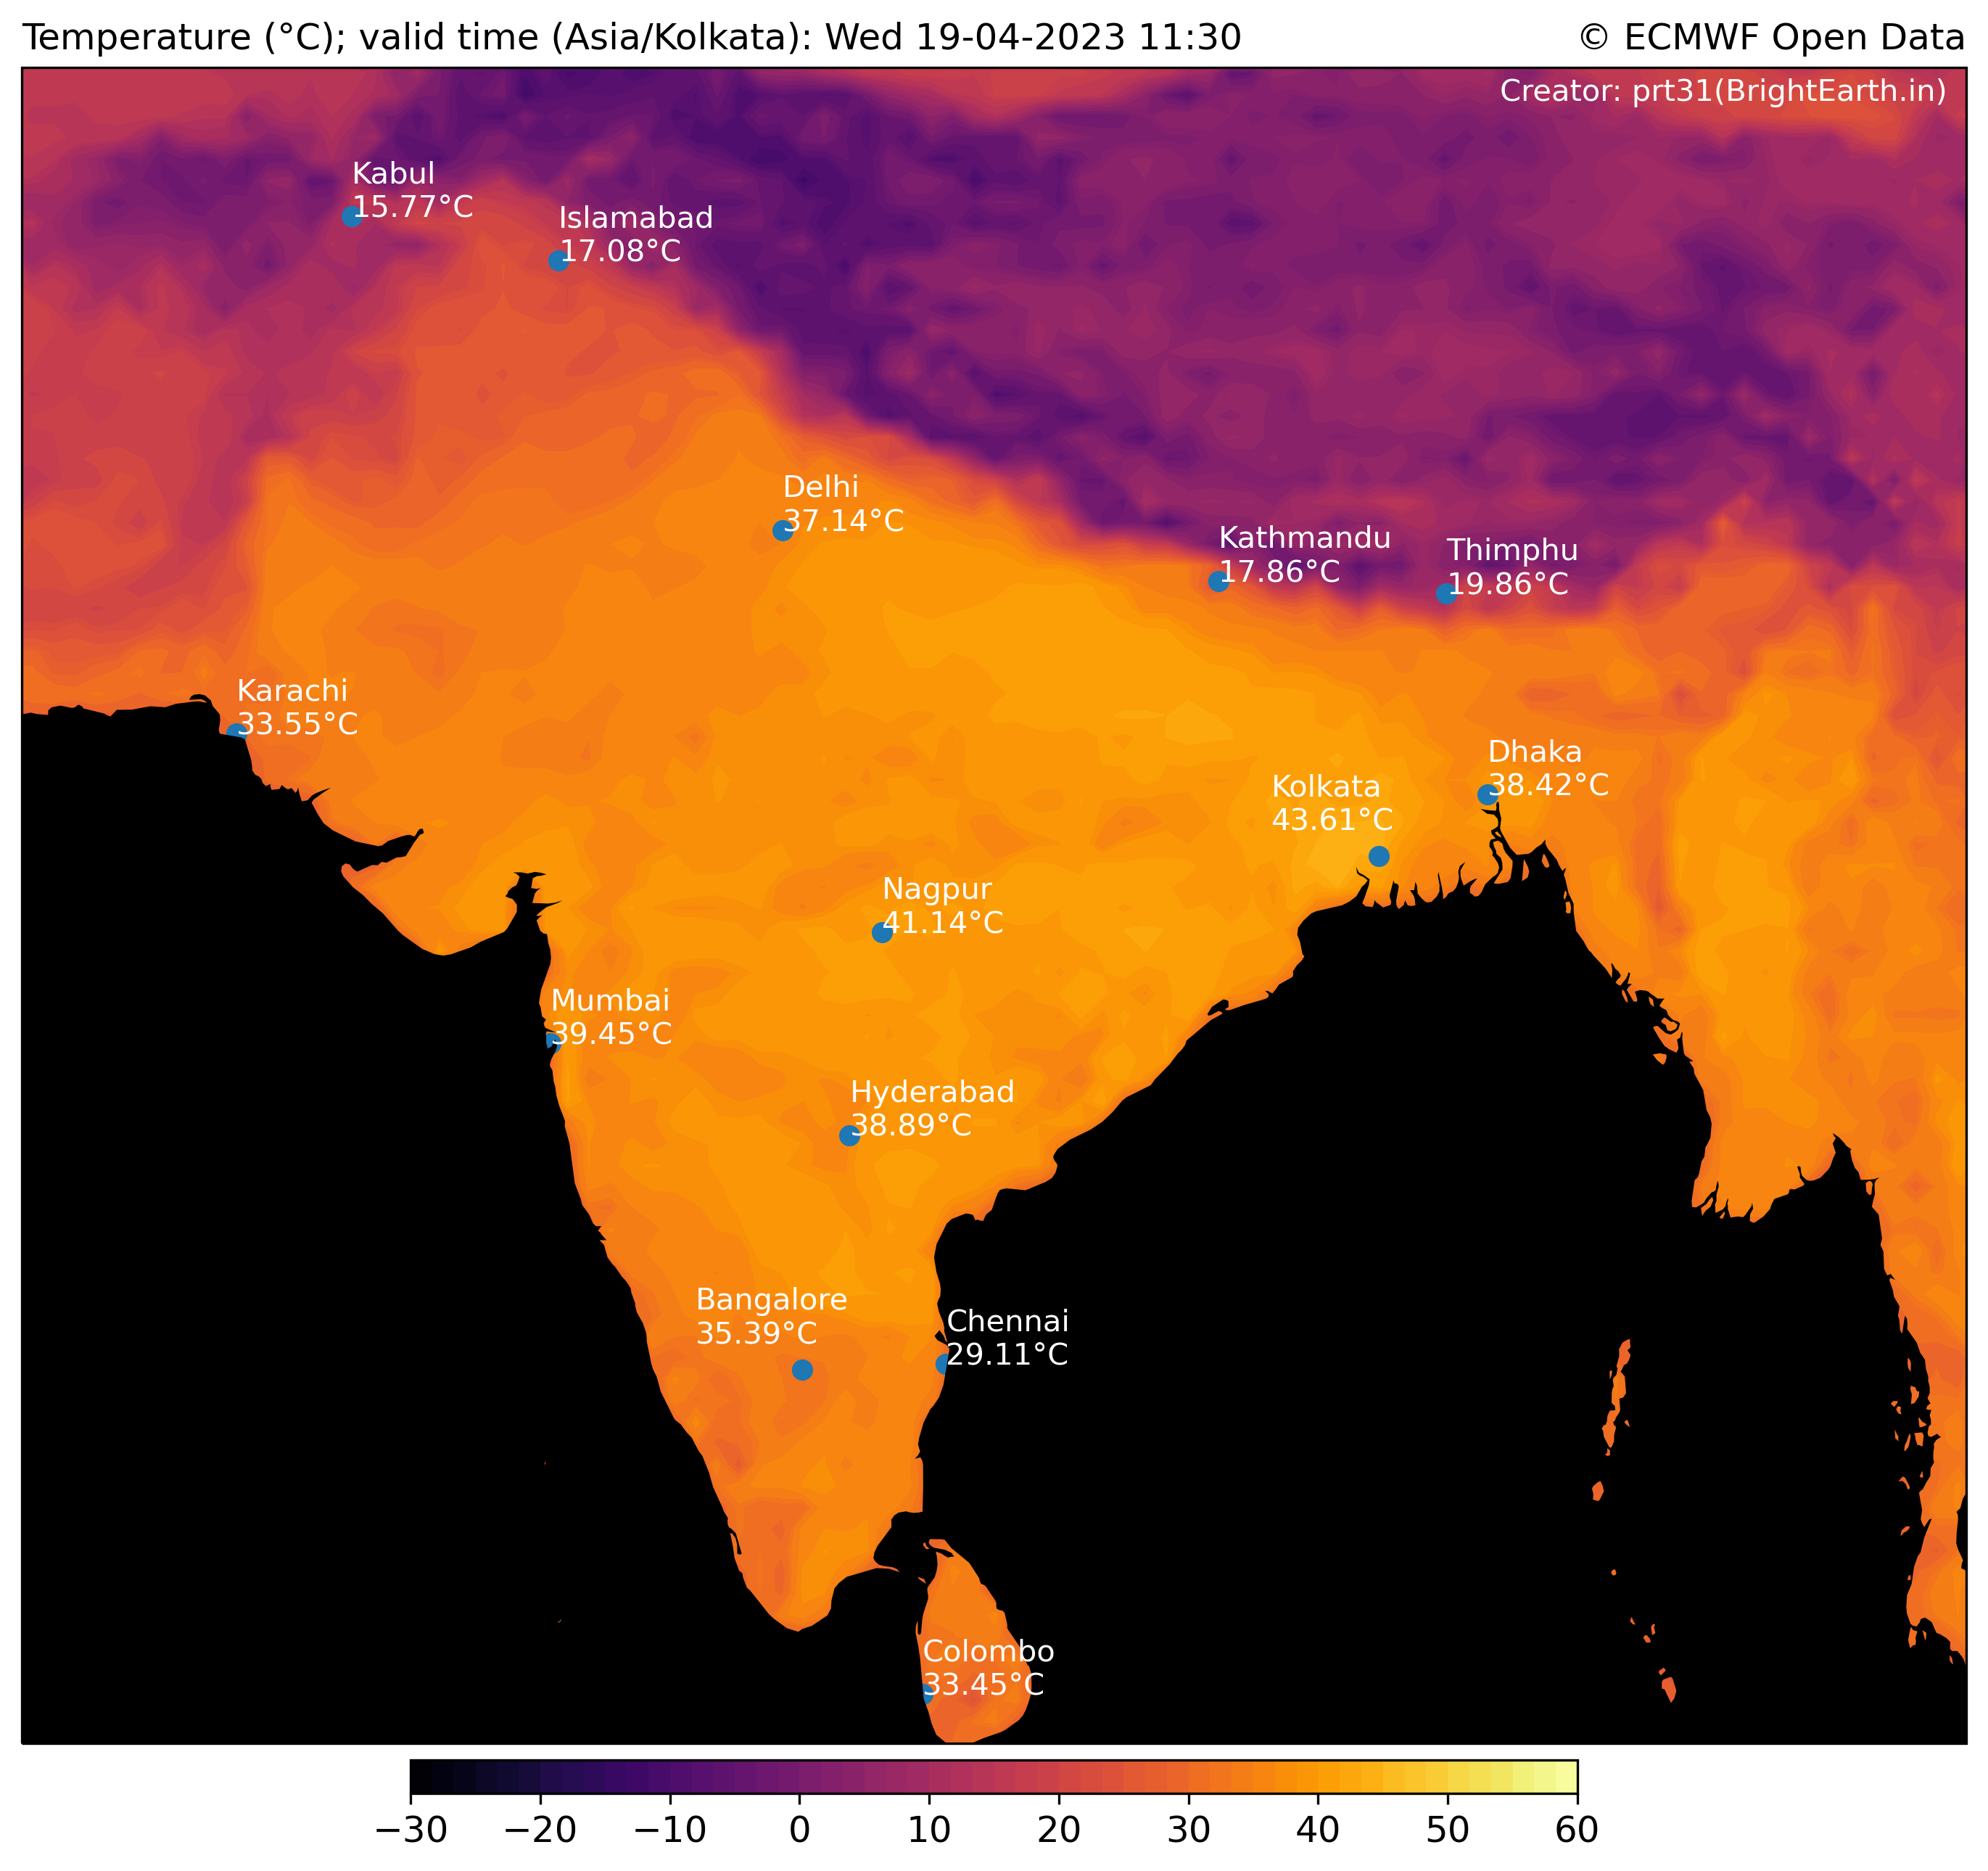 Temperature (°C); valid time (Asia/Kolkata): Wed 19-04-2023 11:30
© ECMWF Open Data
Creator: prt31(BrightEarth.in)
Kabul
15.77°C
Islamabad
17.08°C
Delhi
37.14°C
Kathmandu
17.86°C
Thimphu
19.86°C
Karachi
33.55°C
Dhaka
38.42°C
Kolkata
43.61°C
Nagpur
41.14°C
Mumbai
39.45°C
Hyderabad
38.89°C
Bangalore
35.39°C
Chennai
29.11°C
Colombo
33.45°C
−30 −20 −10 0 10 20 30 40 50 60